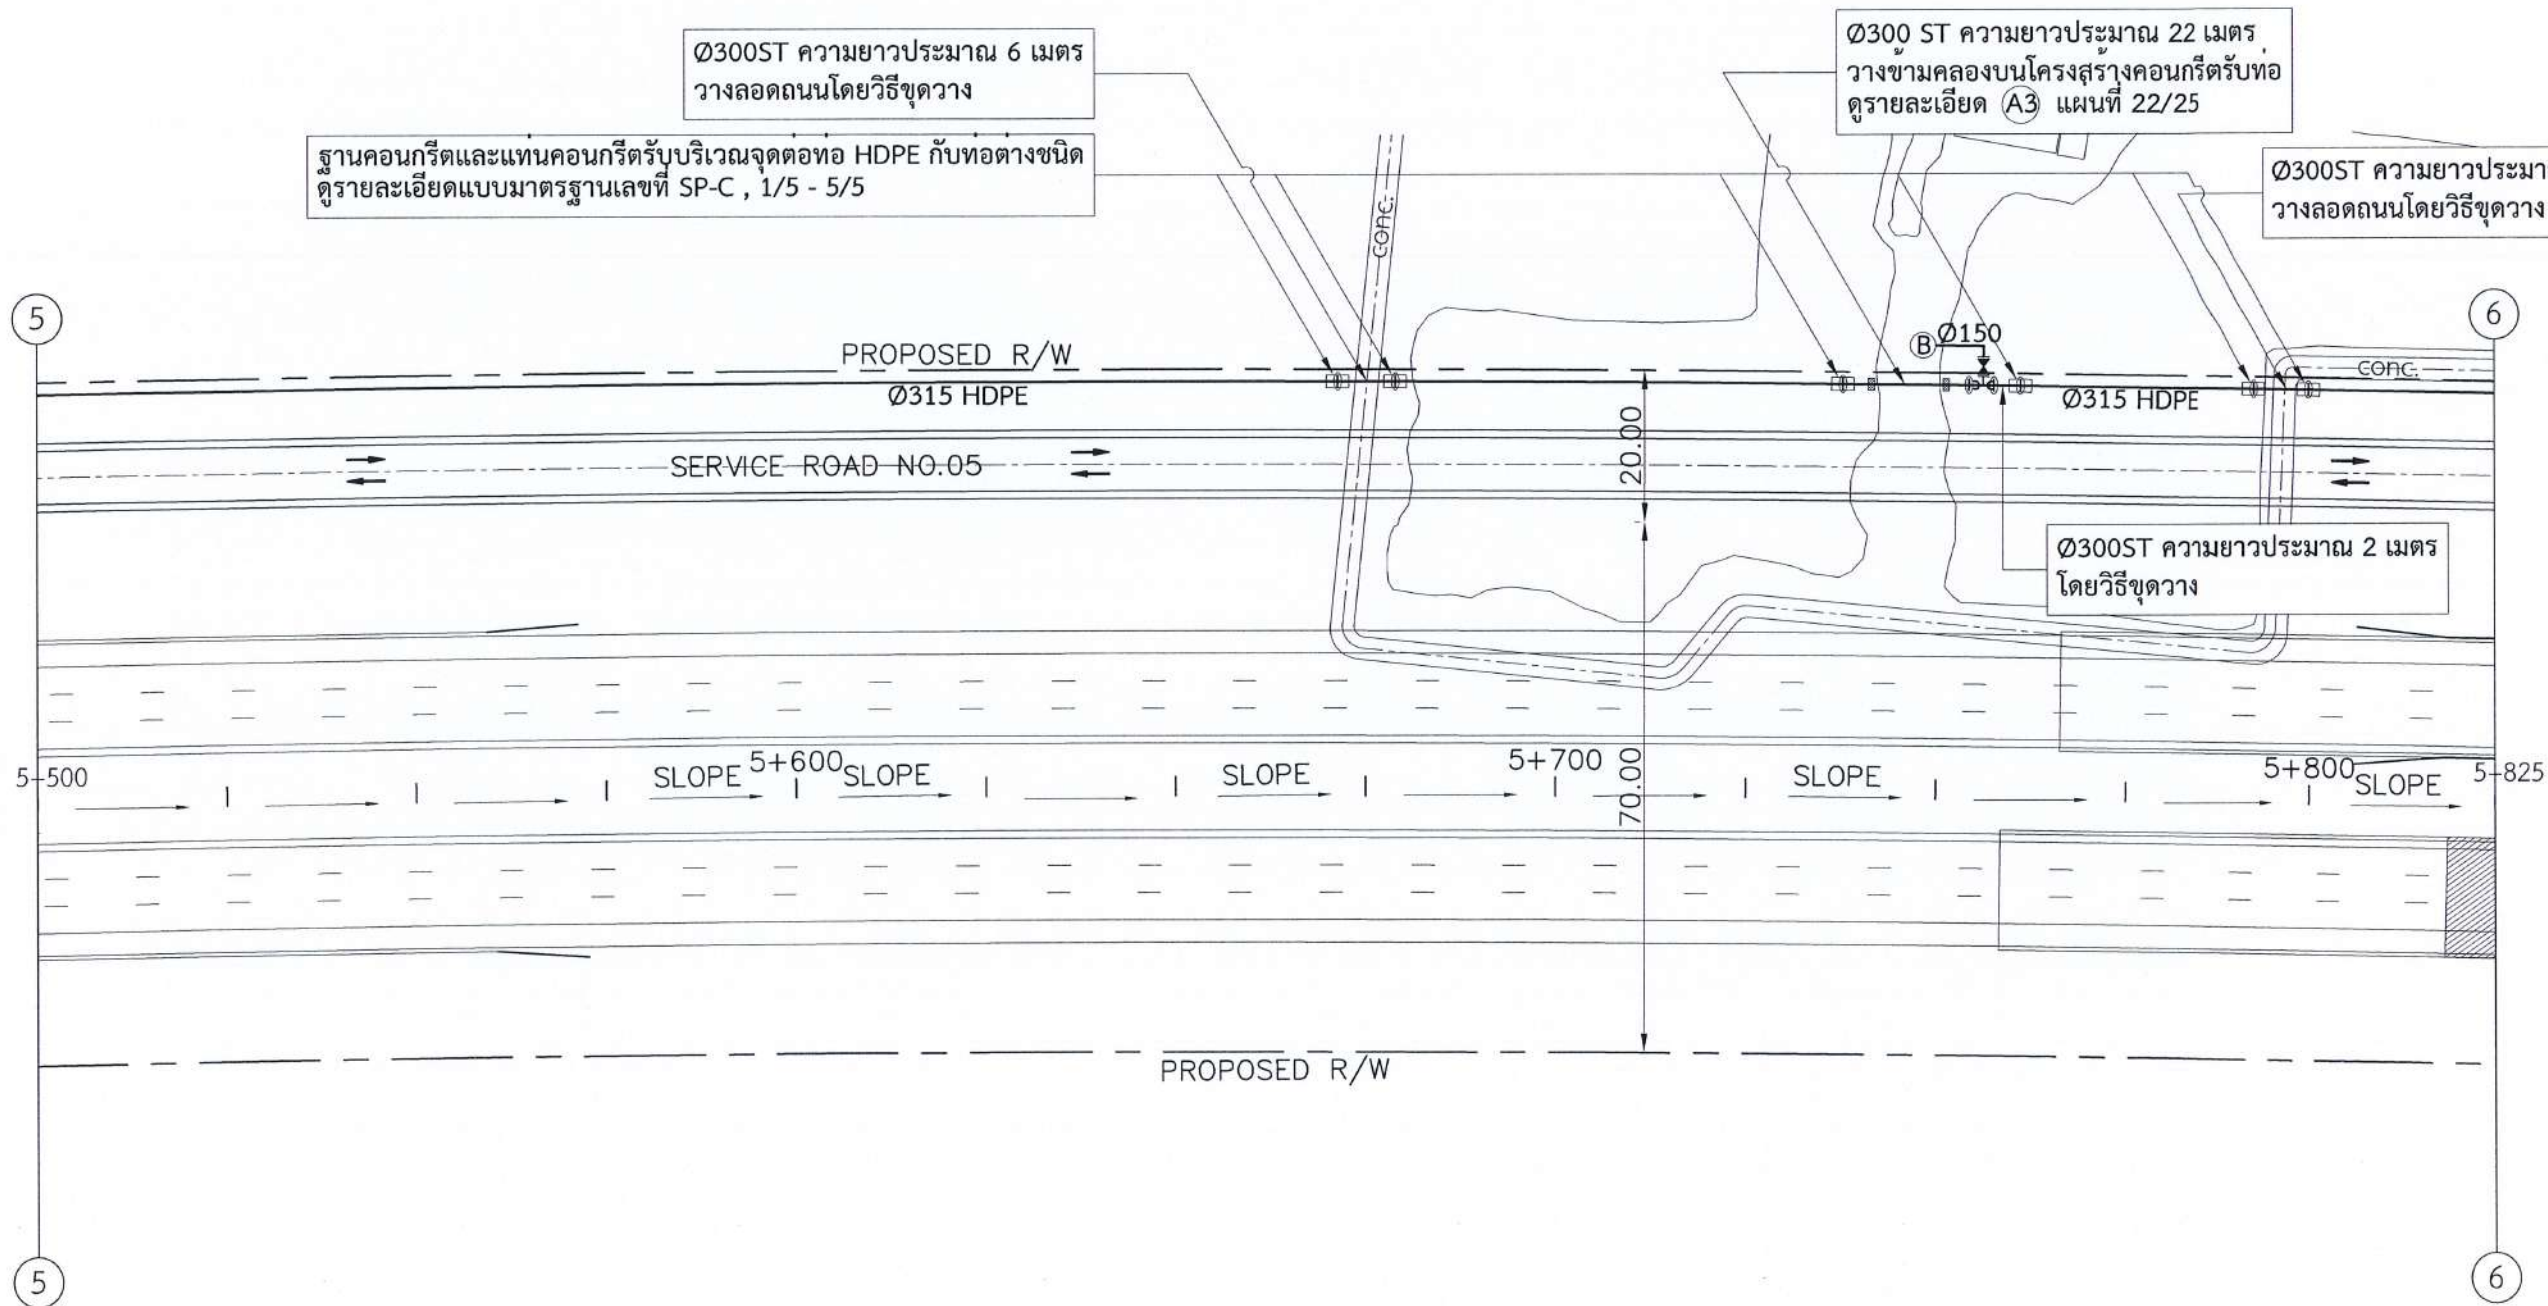 Ø300ST ความยาวประมาณ 6 เมตร
วางลอดถนนโดยวิธีขุดวาง
Ø300 ST ความยาวประมาณ 22 เมตร
วางข้ามคลองบนโครงสร้างคอนกรีตรับท่อ
ดูรายละเอียด A3 แผ่นที่ 22/25
ฐานคอนกรีตและแท่นคอนกรีตรับบริเวณจุดต่อท่อ HDPE กับท่อต่างชนิด
ดูรายละเอียดแบบมาตรฐานเลขที่ SP-C , 1/5 - 5/5
Ø300ST ความยาวประมา
วางลอดถนนโดยวิธีขุดวาง
conc.
5
6
PROPOSED R/W
B Ø150
conc.
Ø315 HDPE
Ø315 HDPE
20.00
SERVICE ROAD NO.05
Ø300ST ความยาวประมาณ 2 เมตร
โดยวิธีขุดวาง
70.00
5+500
SLOPE
5+600
SLOPE
SLOPE
5+700
SLOPE
5+800
SLOPE
5+825
PROPOSED R/W
5
6